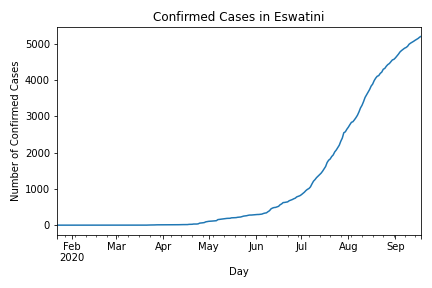 Confirmed Cases in Eswatini
Number of Confirmed Cases
5000
4000
3000
2000
1000
0
Feb Mar Apr May Jun Jul Aug Sep
2020
Day